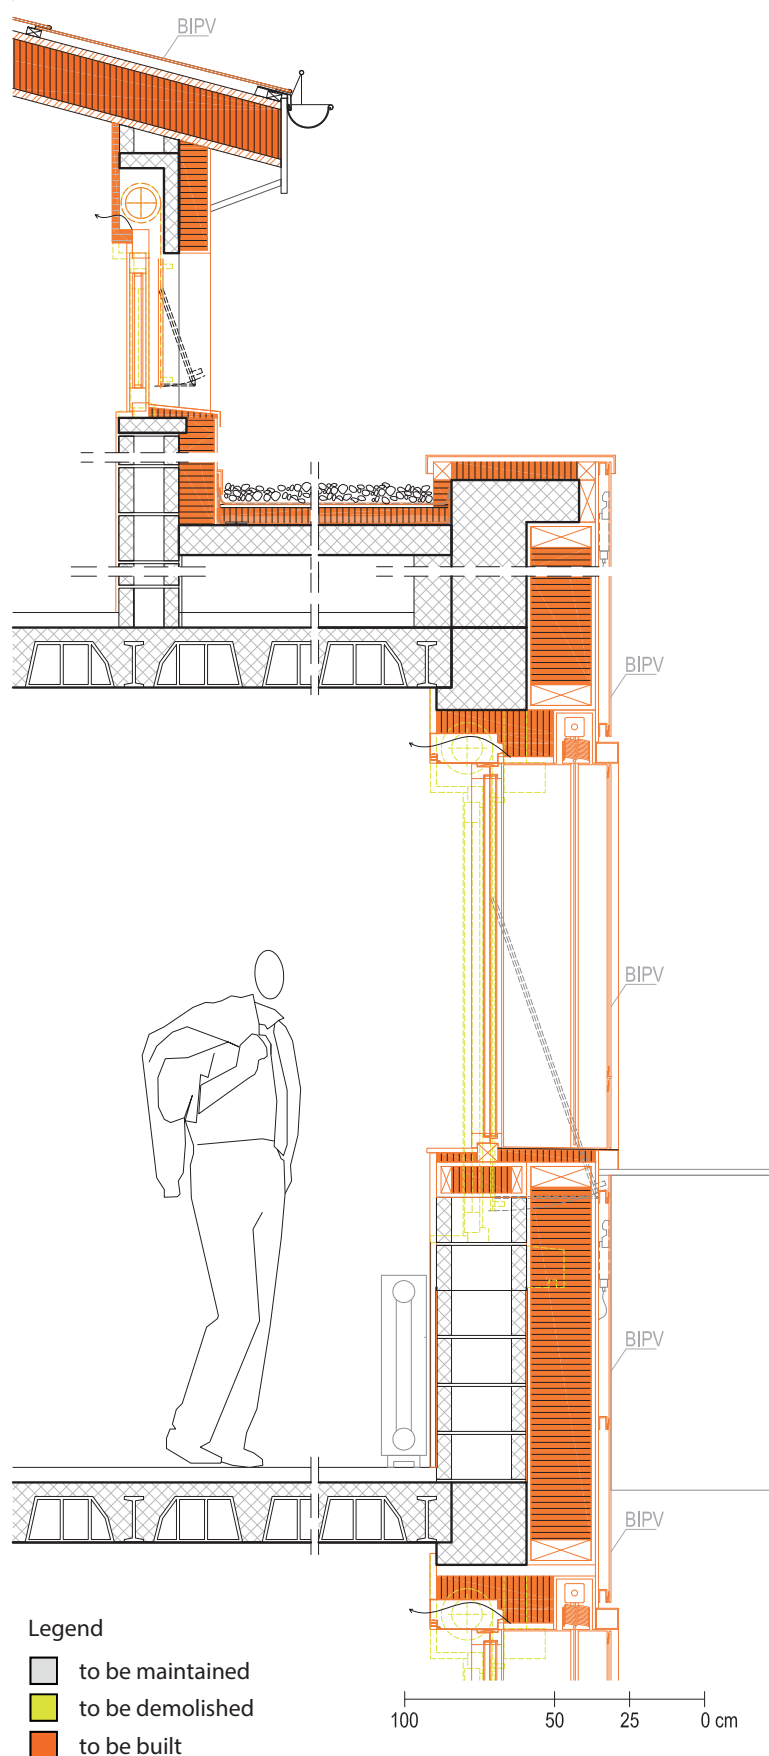 BIPV
BIPV
BIPV
BIPV
BIPV
Legend
to be maintained
to be demolished
to be built
100 50 25 0 cm